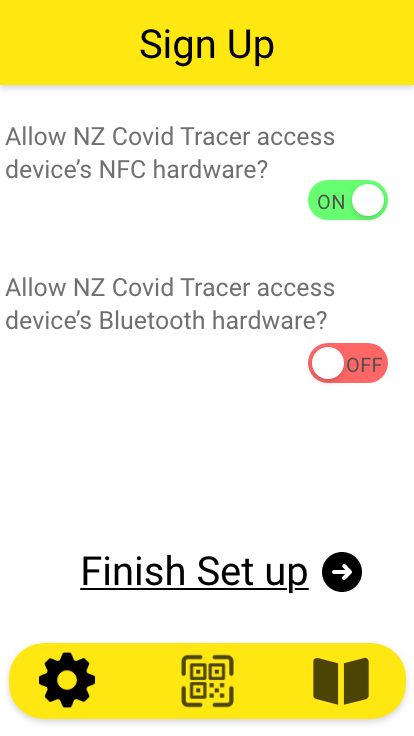 Sign Up
Allow NZ Covid Tracer access
device’s NFC hardware?
ON
Allow NZ Covid Tracer access
device’s Bluetooth hardware?
OFF
Finish Set up